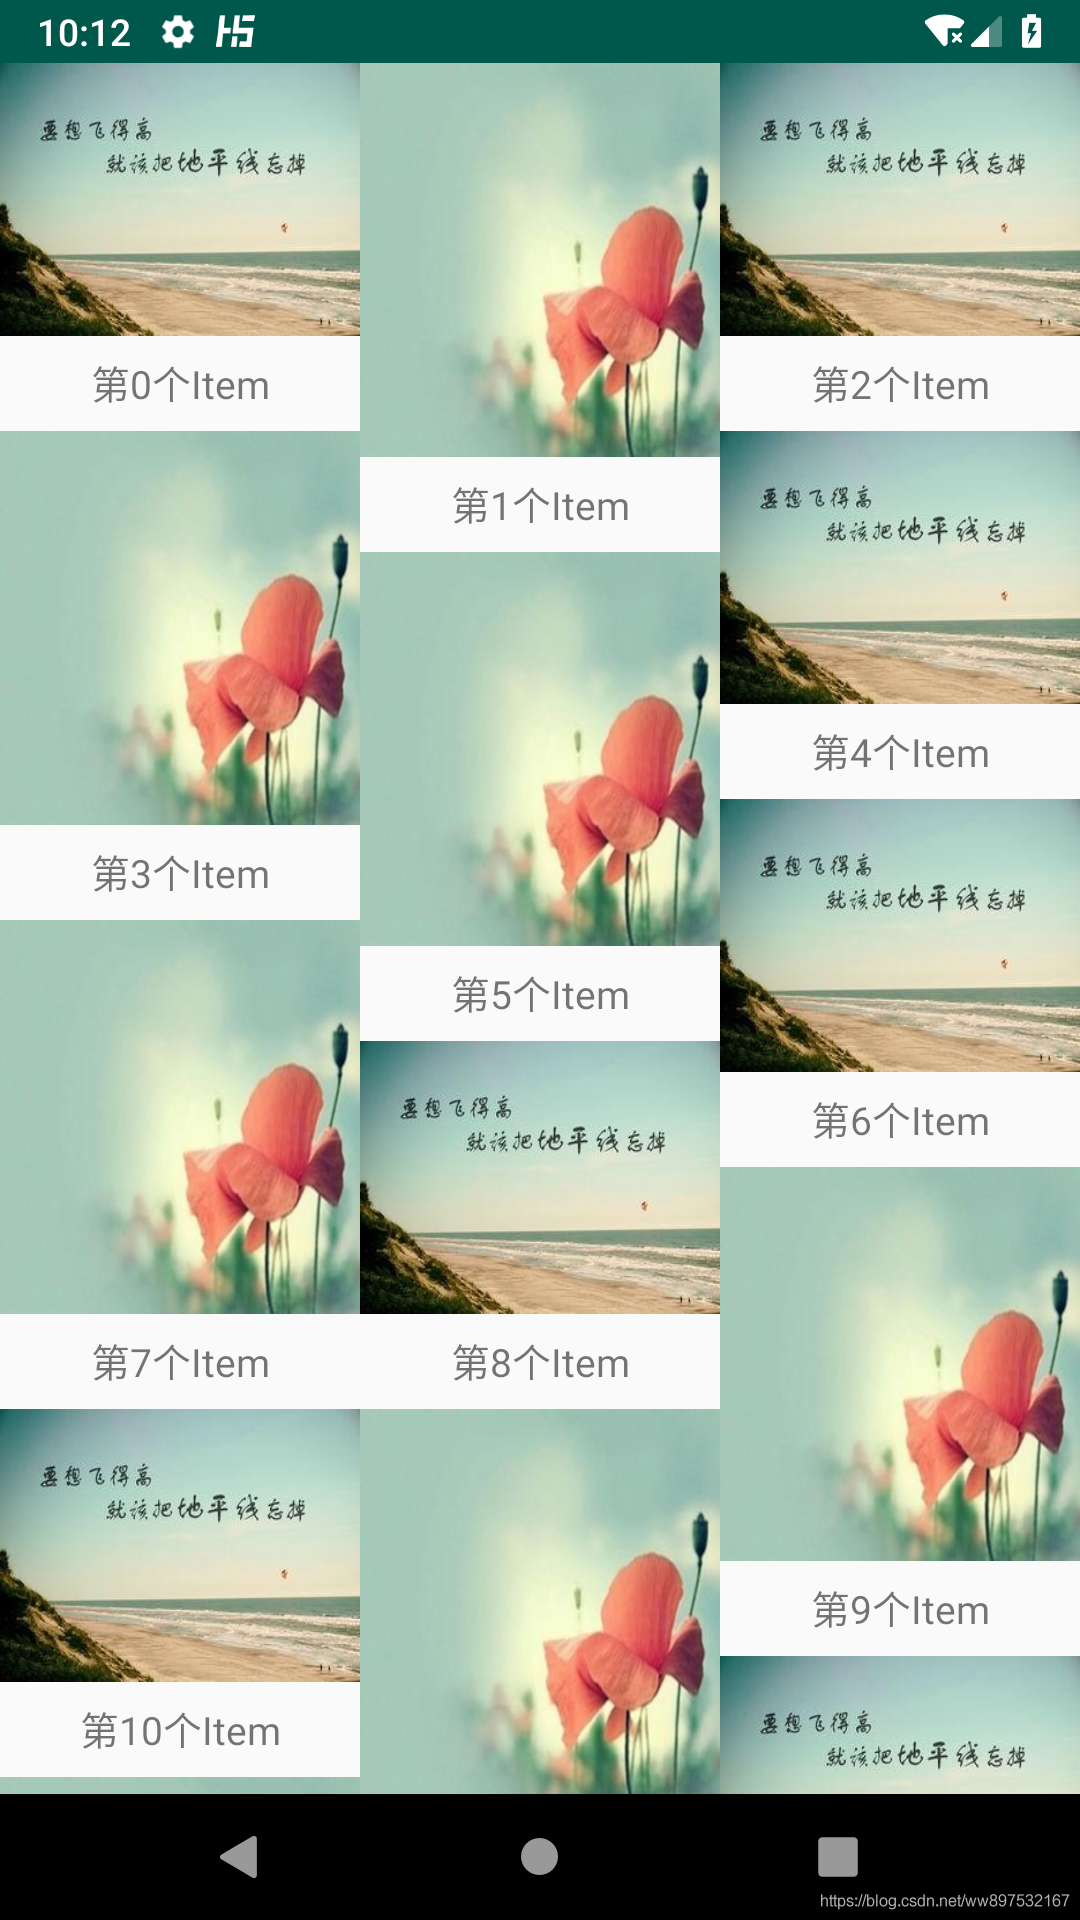 10:12 H5
要想飞得高
就该把地平线忘掉
第0个Item
第1个Item
要想飞得高
就该把地平线忘掉
第2个Item
第3个Item
要想飞得高
就该把地平线忘掉
第4个Item
第5个Item
要想飞得高
就该把地平线忘掉
第6个Item
第7个Item
要想飞得高
就该把地平线忘掉
第8个Item
第9个Item
要想飞得高
就该把地平线忘掉
第10个Item
要想飞得高
就该把地平线忘掉
https://blog.csdn.net/ww897532167